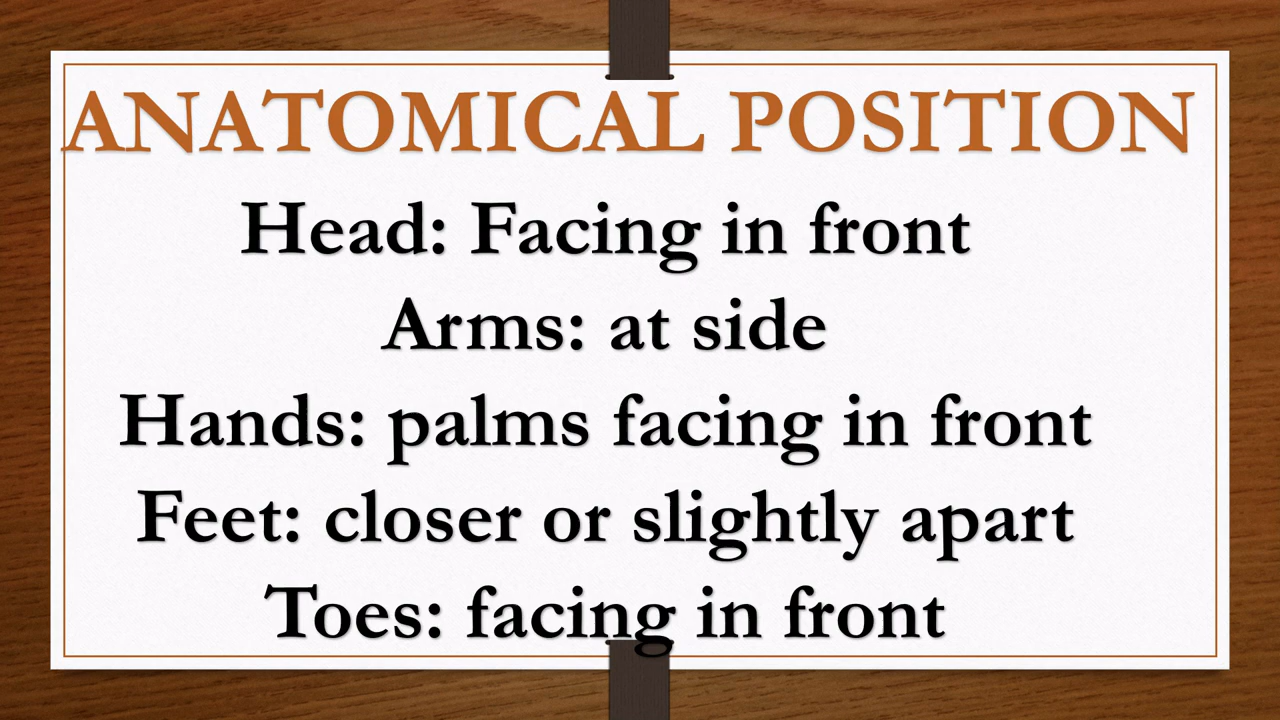 ANATOMICAL POSITION
Head: Facing in front
Arms: at side
Hands: palms facing in front
Feet: closer or slightly apart
Toes: facing in front